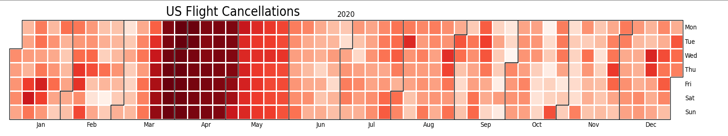 US Flight Cancellations
2020
Mon
Tue
Wed
Thu
Fri
Sat
Sun
Jan Feb Mar Apr May Jun Jul Aug Sep Oct Nov Dec